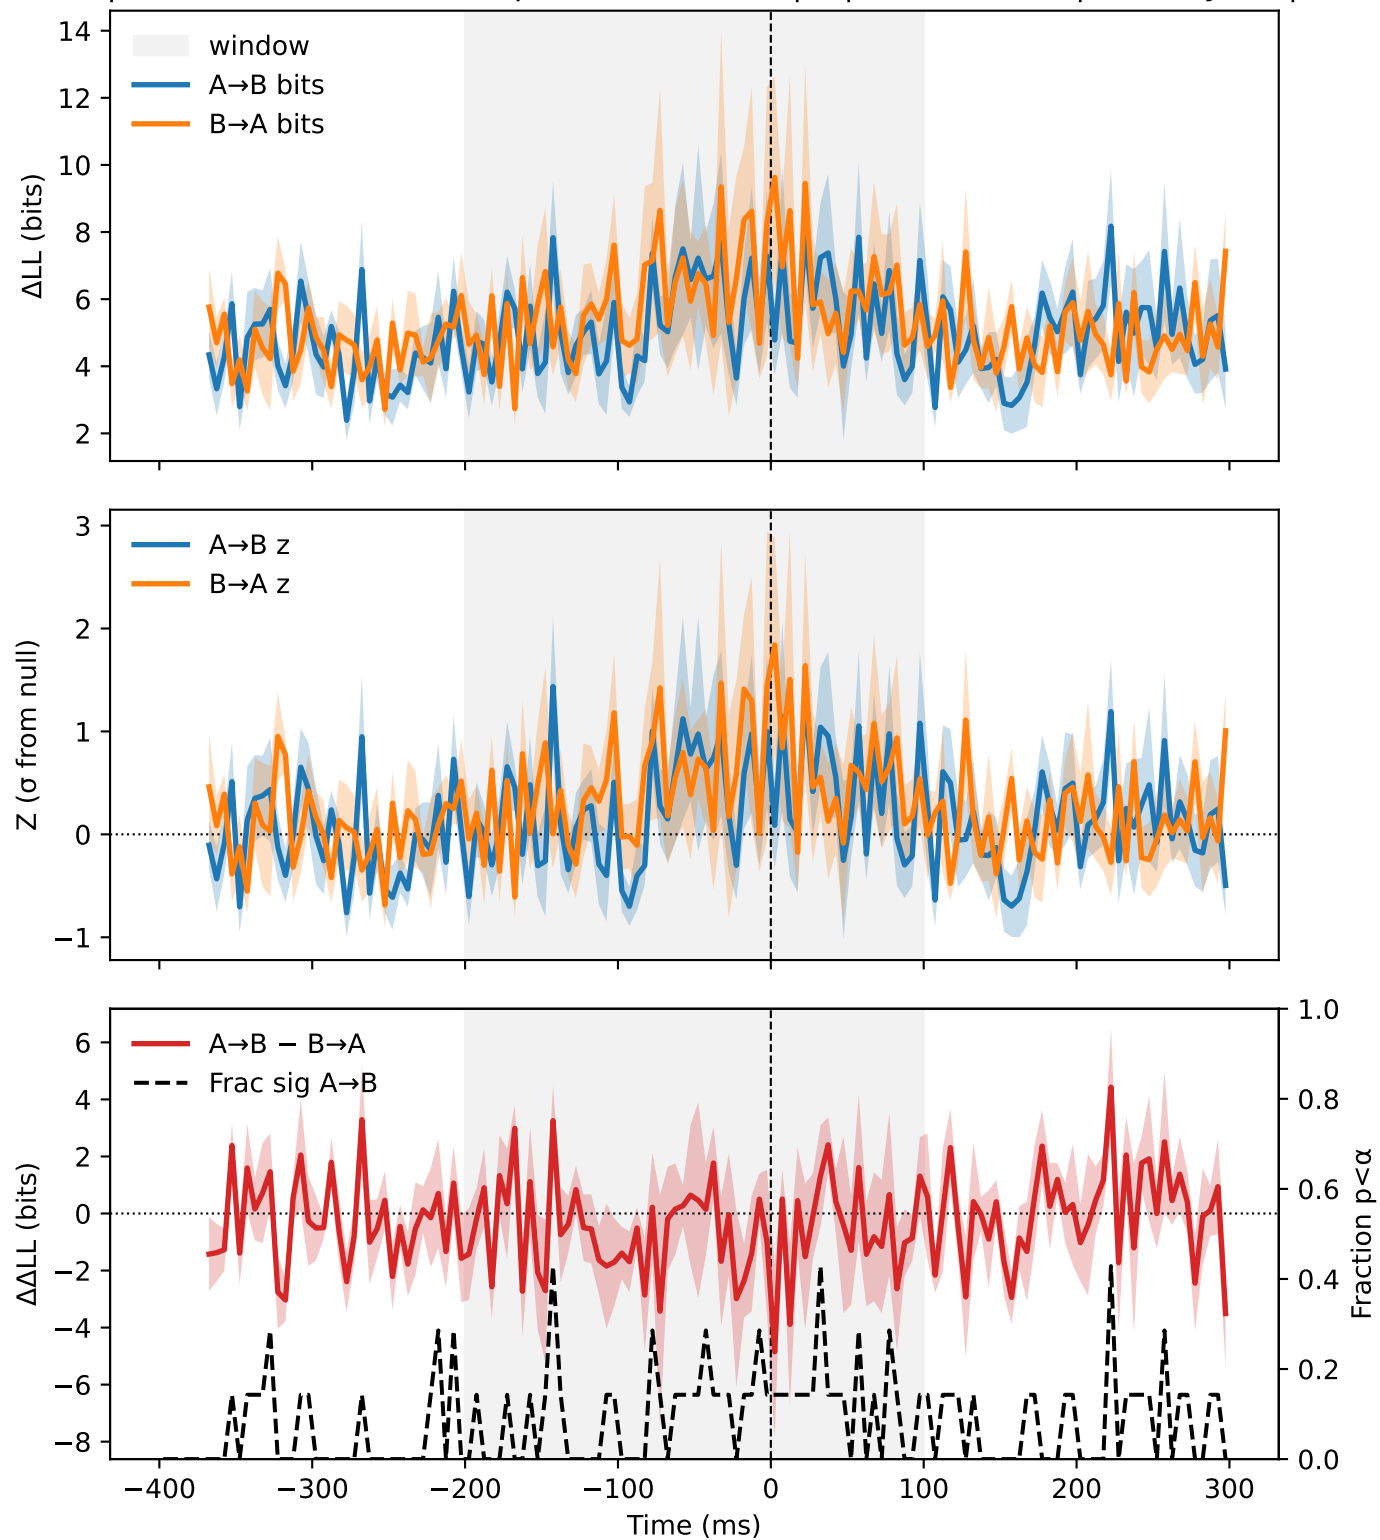 14
12
10
8
6
4
2
ΔLL (bits)
window
A→B bits
B→A bits
3
2
1
0
−1
Z (σ from null)
A→B z
B→A z
6
4
2
0
−2
−4
−6
−8
ΔΔLL (bits)
A→B − B→A
Frac sig A→B
1.0
0.8
0.6
0.4
0.2
0.0
Fraction p<α
−400 −300 −200 −100 0 100 200 300
Time (ms)